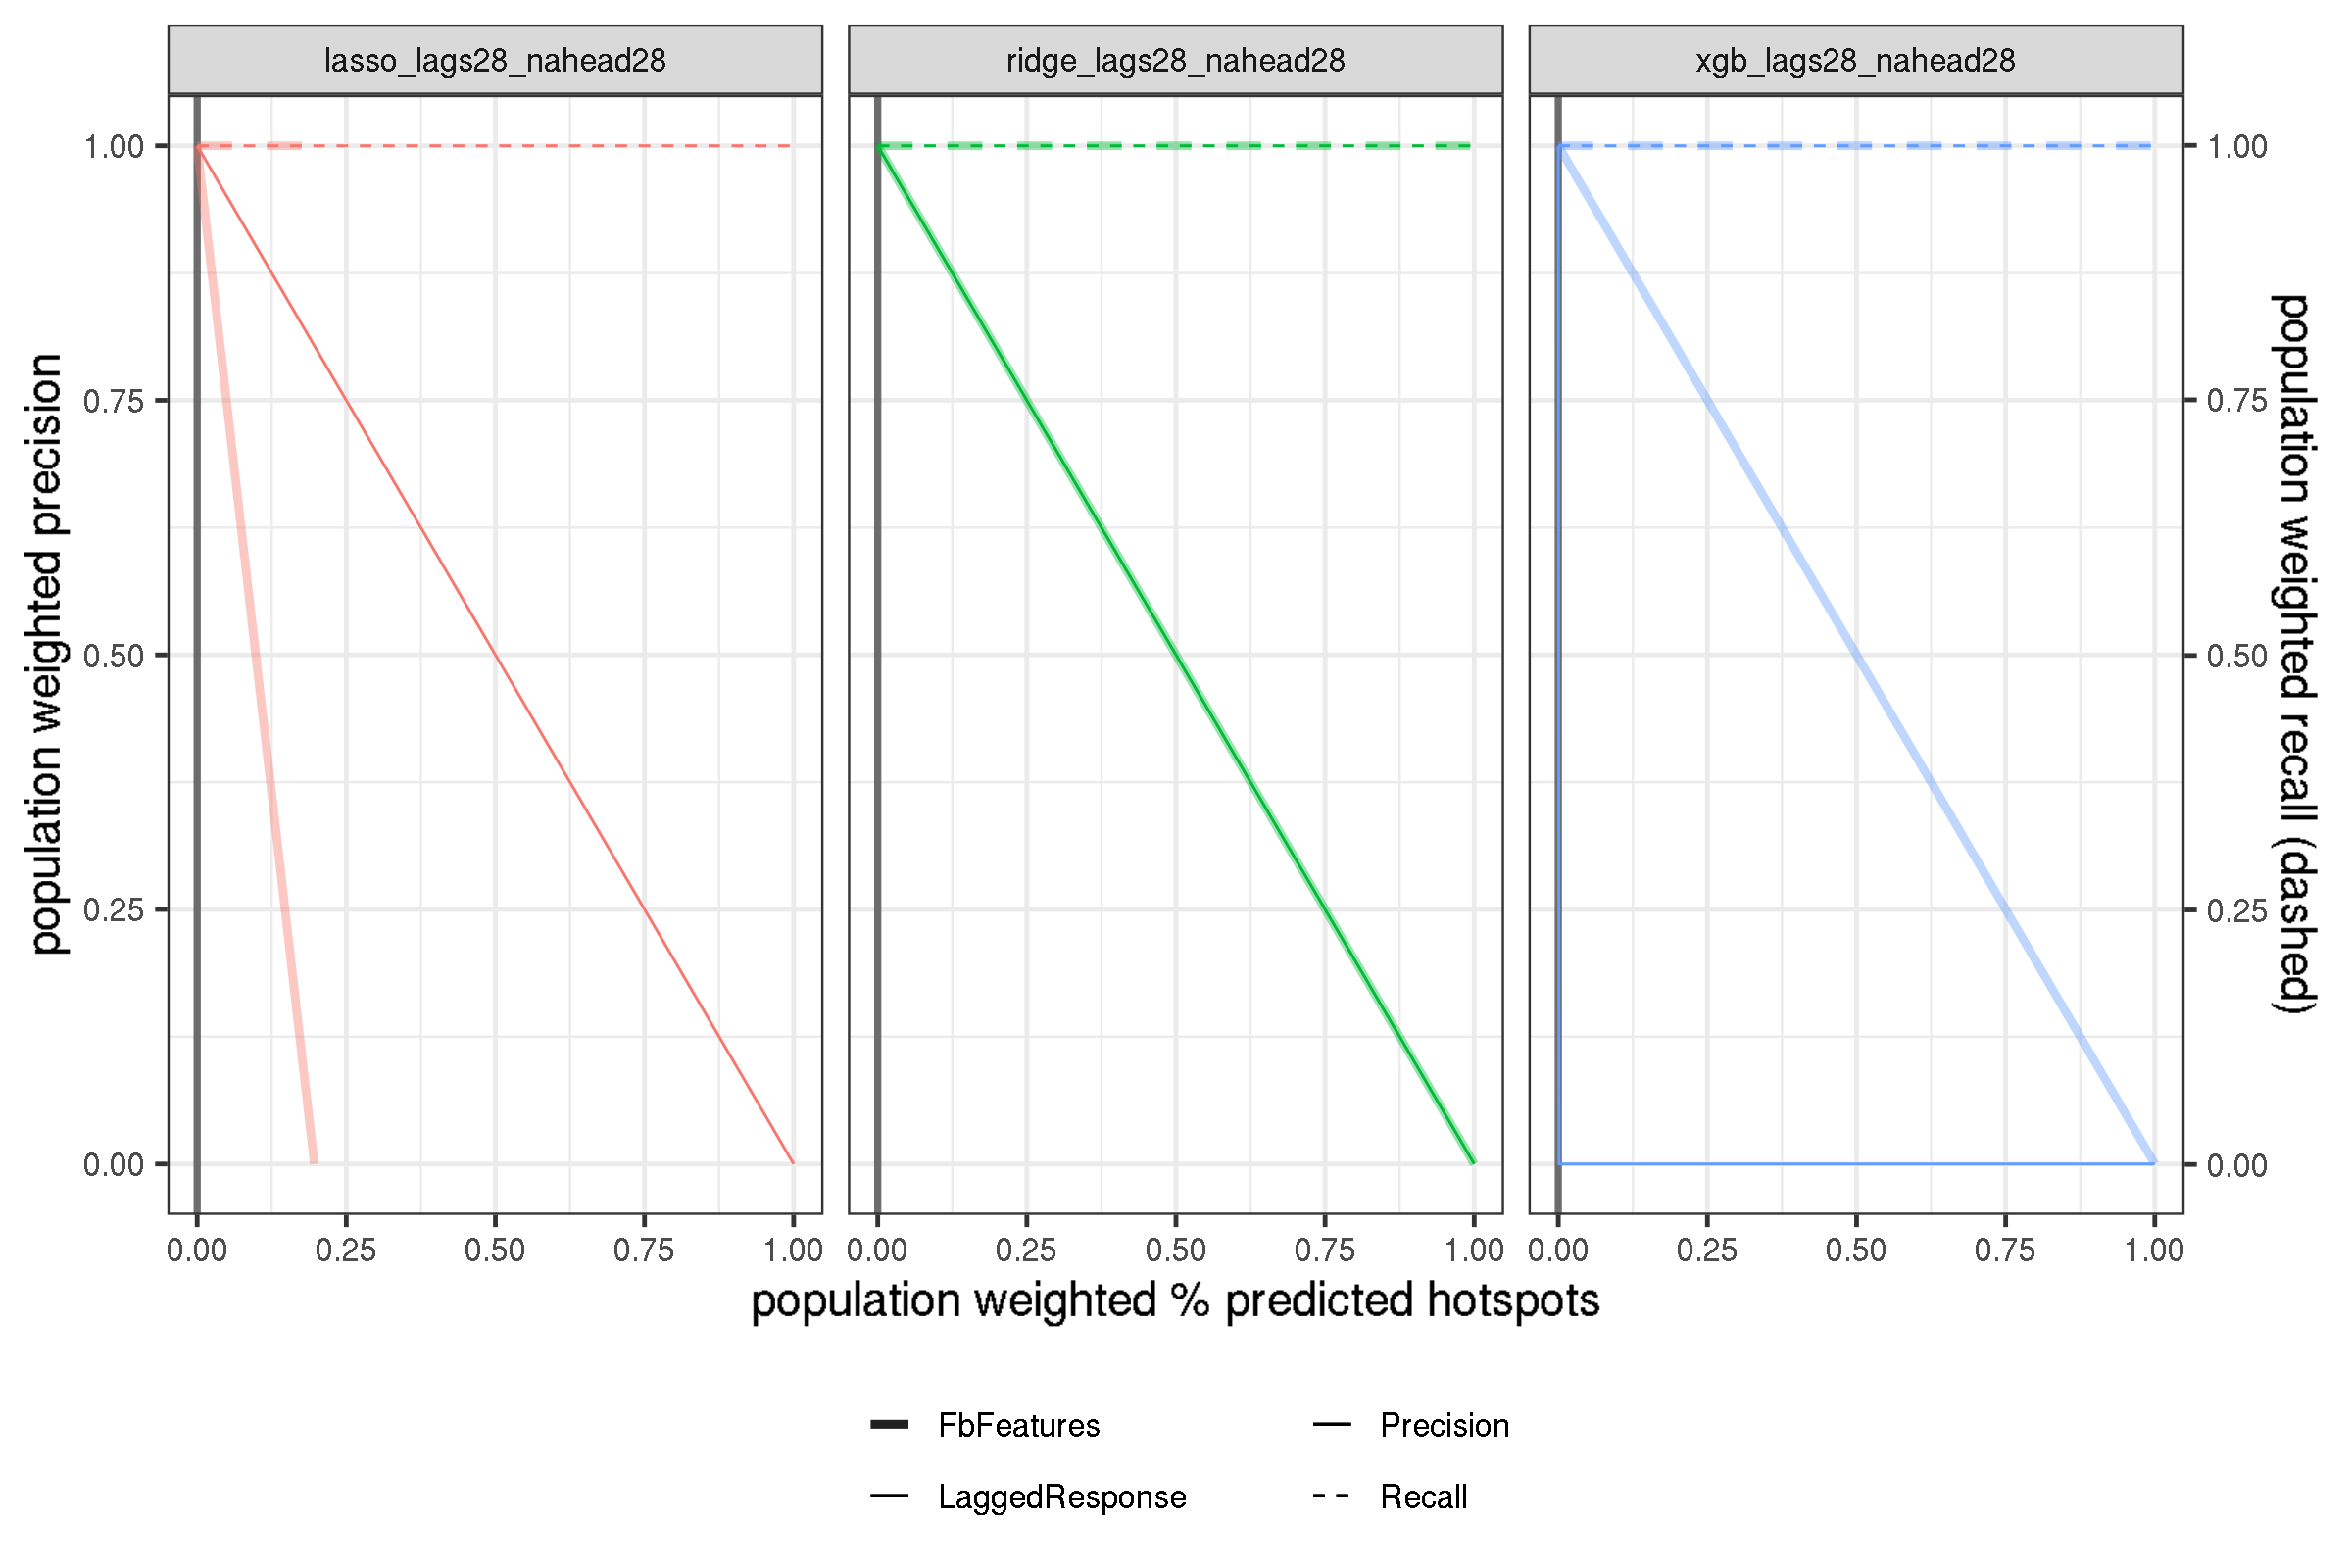 lasso_lags28_nahead28
ridge_lags28_nahead28
xgb_lags28_nahead28
population weighted precision
1.00
0.75
0.50
0.25
0.00
1.00
0.75
0.50
0.25
0.00
population weighted recall (dashed)
0.00 0.25 0.50 0.75 1.00
0.00 0.25 0.50 0.75 1.00
0.00 0.25 0.50 0.75 1.00
population weighted % predicted hotspots
FbFeatures
LaggedResponse
Precision
Recall